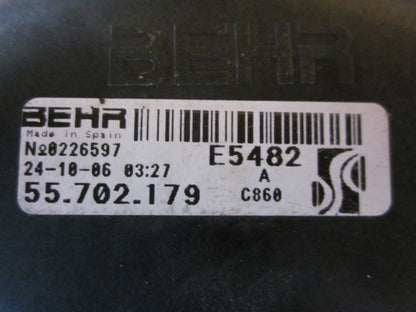 BEHR
BEHR
Made in Spain
№0226597
E5482
24-10-06 03:27
A
55.702.179
C860